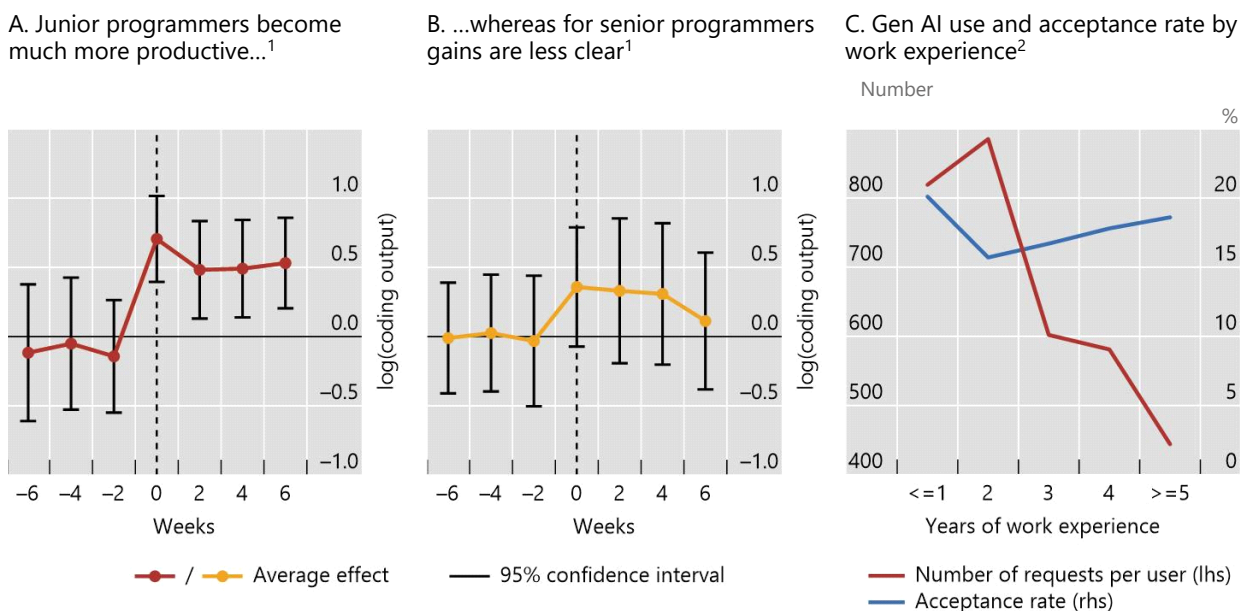 A. Junior programmers become
much more productive…1
B. …whereas for senior programmers
gains are less clear1
C. Gen AI use and acceptance rate by
work experience2
Number
%
1.0
0.5
0.0
–0.5
–1.0
log(coding output)
–6 –4 –2 0 2 4 6
Weeks
1.0
0.5
0.0
–0.5
–1.0
log(coding output)
–6 –4 –2 0 2 4 6
Weeks
800
700
600
500
400
20
15
10
5
0
<=1 2 3 4 >=5
Years of work experience
/ Average effect
95% confidence interval
Number of requests per user (lhs)
Acceptance rate (rhs)